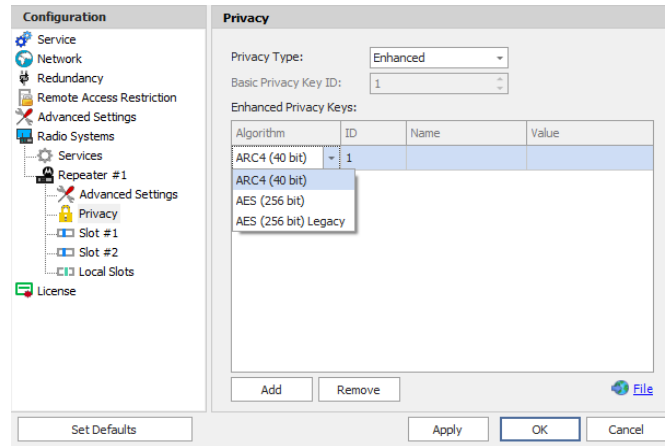 Configuration
Service
Network
Redundancy
Remote Access Restriction
Advanced Settings
Radio Systems
Services
Repeater #1
Advanced Settings
Privacy
Slot #1
Slot #2
Local Slots
License
Set Defaults
Privacy
Privacy Type: Enhanced
Basic Privacy Key ID: 1
Enhanced Privacy Keys:
Algorithm ID Name Value
ARC4 (40 bit) 1
ARC4 (40 bit)
AES (256 bit)
AES (256 bit) Legacy
Add Remove File
Apply OK Cancel